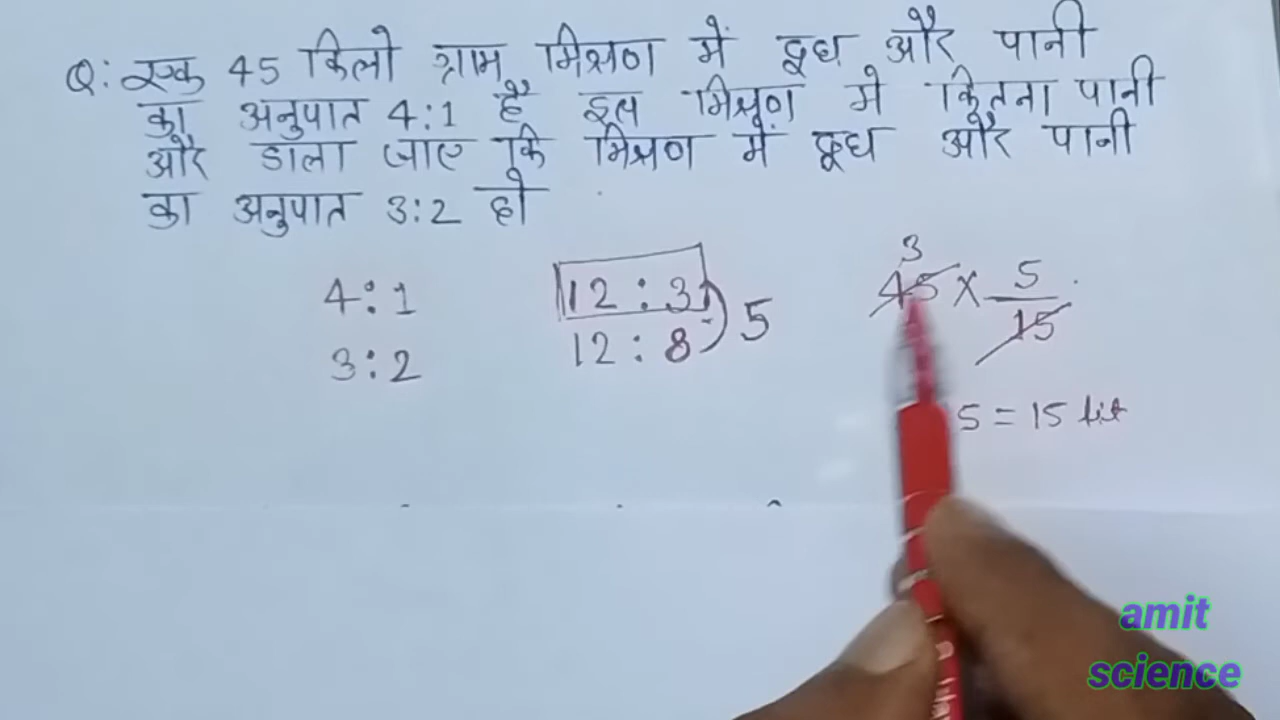 Q: एक 45 किलो ग्राम मिश्रण में दूध और पानी
का अनुपात 4:1 है इस मिश्रण मे कितना पानी
और डाला जाए कि मिश्रण में दूध और पानी
का अनुपात 3:2 हो
4:1
3:2
12:3
12:8
5
3
45 × 5
15
5 = 15 lit
amit
science